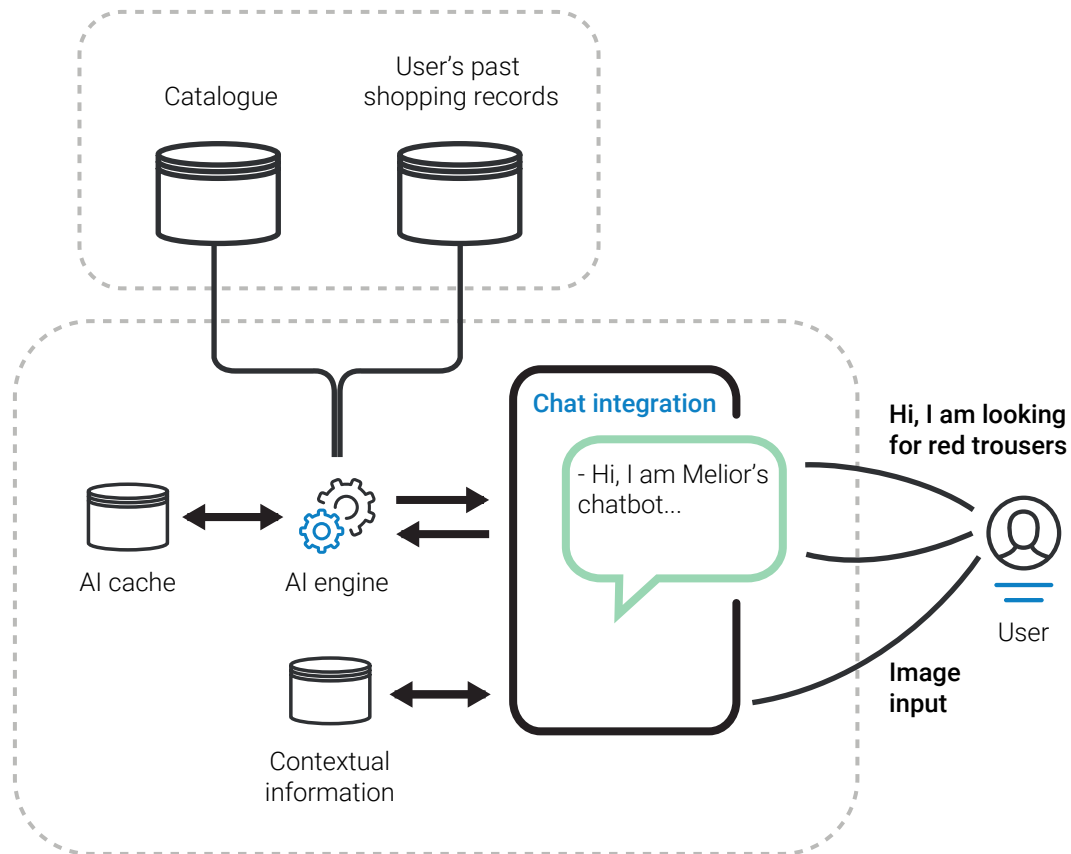 Catalogue
User’s past
shopping records
Chat integration
- Hi, I am Melior’s
chatbot...
Hi, I am looking
for red trousers
AI cache
AI engine
User
Image
input
Contextual
information